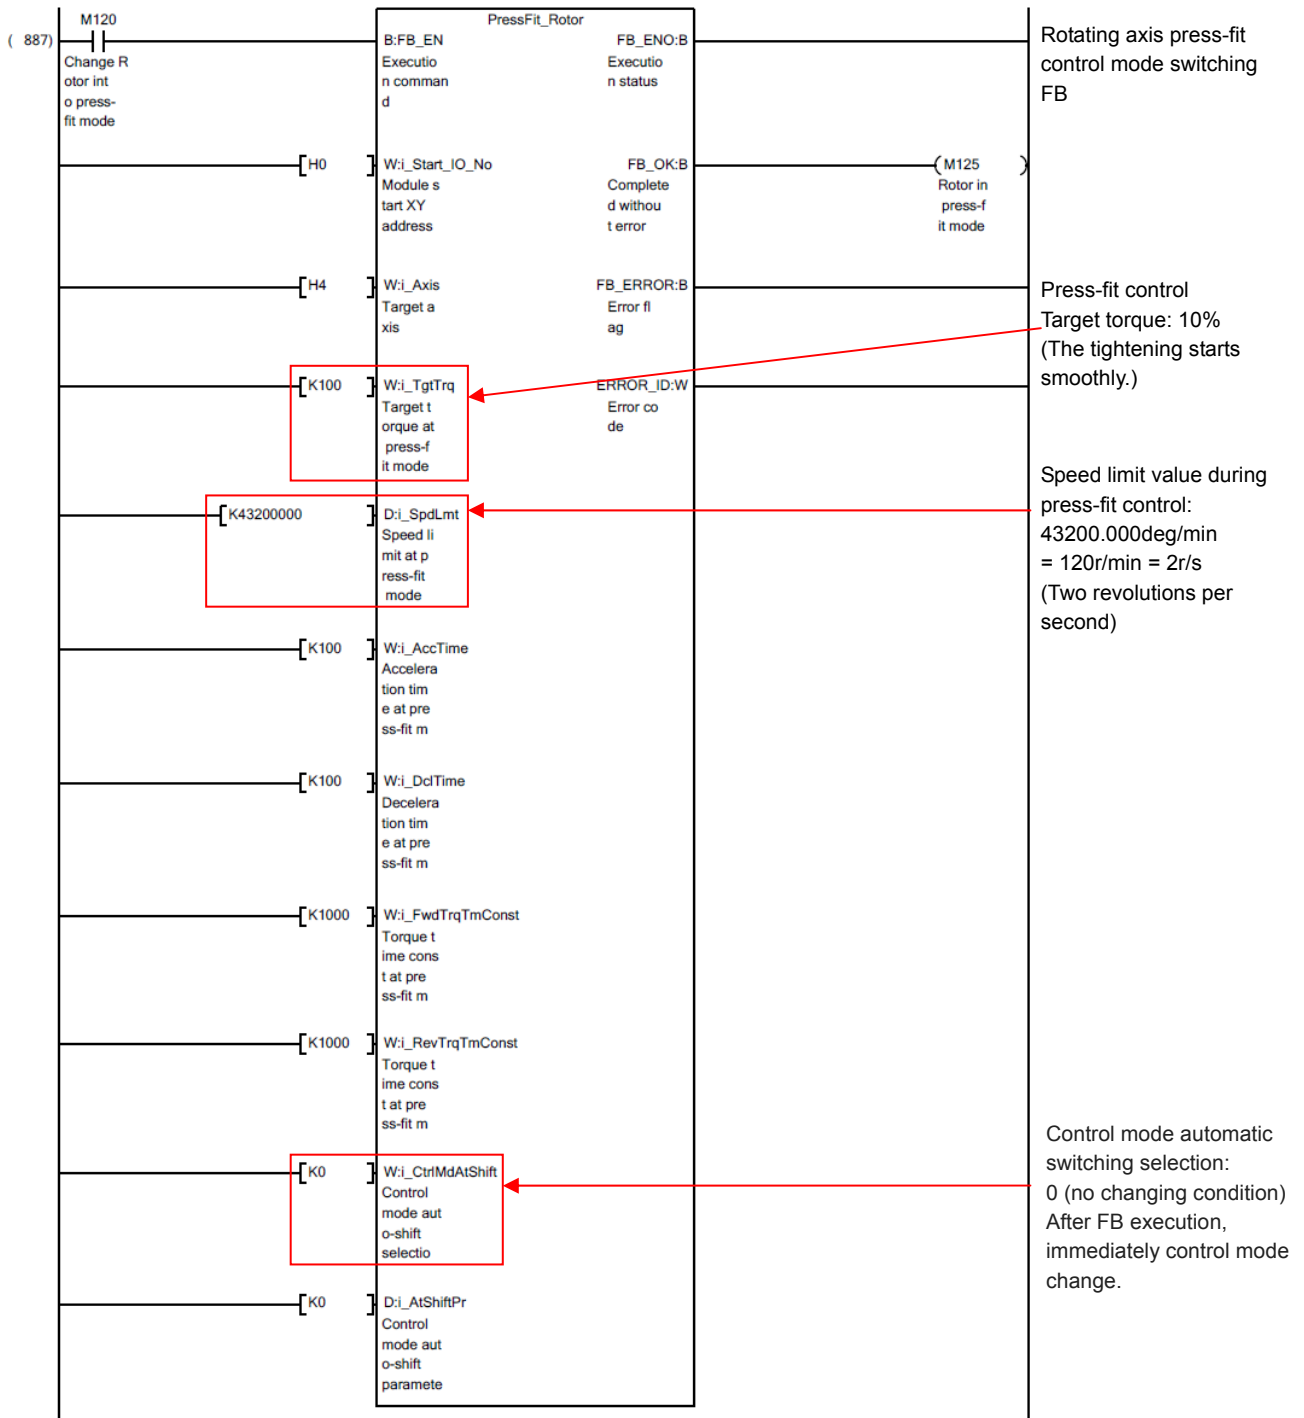 M120
PressFit_Rotor
( 887)
B:FB_EN
FB_ENO:B
Change R
otor int
o press-
fit mode
Executio
n comman
d
Executio
n status
Rotating axis press-fit
control mode switching
FB
H0
W:i_Start_IO_No
Module s
tart XY
address
FB_OK:B
Complete
d withou
t error
M125
Rotor in
press-f
it mode
H4
W:i_Axis
Target a
xis
FB_ERROR:B
Error fl
ag
Press-fit control
Target torque: 10%
(The tightening starts
smoothly.)
K100
W:i_TgtTrq
Target t
orque at
press-f
it mode
ERROR_ID:W
Error co
de
K43200000
D:i_SpdLmt
Speed li
mit at p
ress-fit
mode
Speed limit value during
press-fit control:
43200.000deg/min
= 120r/min = 2r/s
(Two revolutions per
second)
K100
W:i_AccTime
Accelera
tion tim
e at pre
ss-fit m
K100
W:i_DclTime
Decelera
tion tim
e at pre
ss-fit m
K1000
W:i_FwdTrqTmConst
Torque t
ime cons
t at pre
ss-fit m
K1000
W:i_RevTrqTmConst
Torque t
ime cons
t at pre
ss-fit m
K0
W:i_CtrlMdAtShift
Control
mode aut
o-shift
selectio
Control mode automatic
switching selection:
0 (no changing condition)
After FB execution,
immediately control mode
change.
K0
D:i_AtShiftPr
Control
mode aut
o-shift
paramete